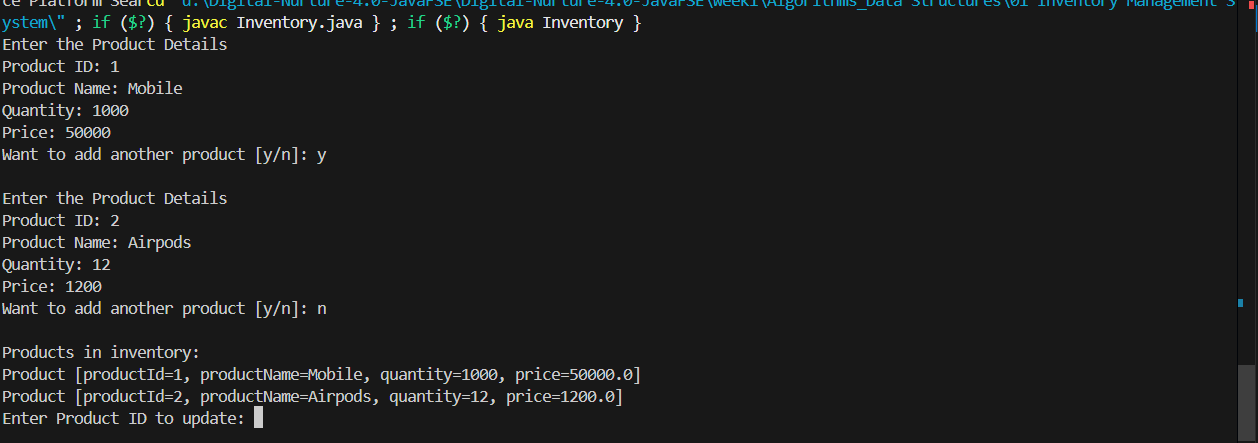 ce Platform Searcu "d:\Digital-Nurture-4.0-JavaFSE\Digital-Nurture-4.0-JavaFSE\Week1\Algorithms_Data Structures\01 Inventory Management S
ystem\" ; if ($?) { javac Inventory.java } ; if ($?) { java Inventory }
Enter the Product Details
Product ID: 1
Product Name: Mobile
Quantity: 1000
Price: 50000
Want to add another product [y/n]: y
Enter the Product Details
Product ID: 2
Product Name: Airpods
Quantity: 12
Price: 1200
Want to add another product [y/n]: n
Products in inventory:
Product [productId=1, productName=Mobile, quantity=1000, price=50000.0]
Product [productId=2, productName=Airpods, quantity=12, price=1200.0]
Enter Product ID to update: